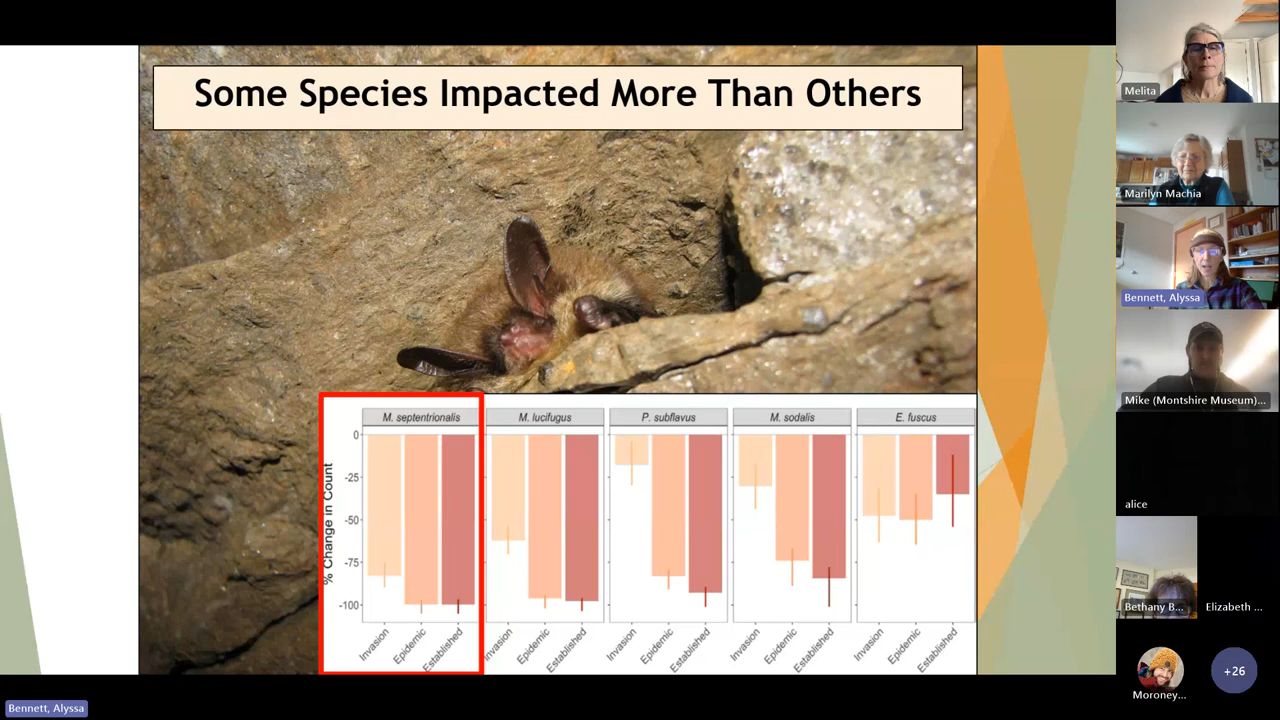 Some Species Impacted More Than Others
M. septentrionalis
M. lucifugus
P. subflavus
M. sodalis
E. fuscus
% Change in Count
0
-25
-50
-75
-100
Invasion
Epidemic
Established
Invasion
Epidemic
Established
Invasion
Epidemic
Established
Invasion
Epidemic
Established
Invasion
Epidemic
Established
Melita
Marilyn Machia
Bennett, Alyssa
Mike (Montshire Museum)...
alice
Bethany B...
Elizabeth ...
Moroney...
+26
Bennett, Alyssa